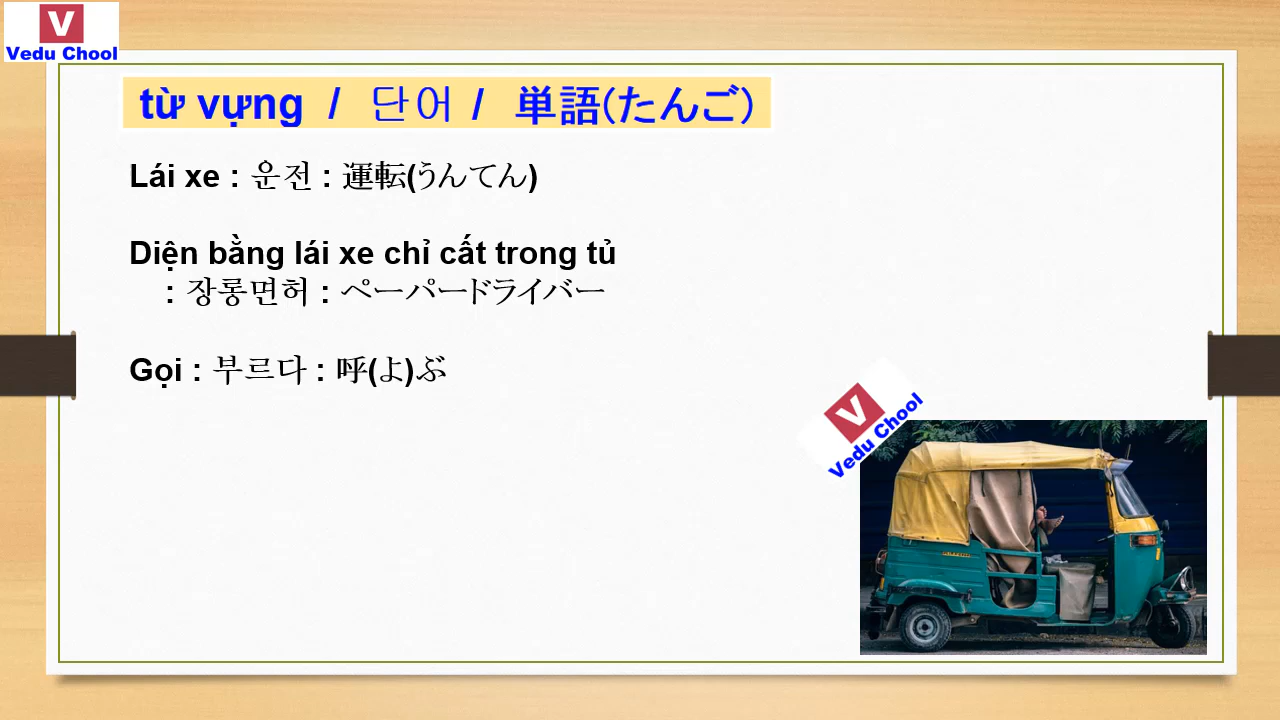 V
Vedu Chool
từ vựng / 단어 / 単語(たんご)
Lái xe : 운전 : 運転(うんてん)
Diện bằng lái xe chỉ cất trong tủ
: 장롱면허 : ペーパードライバー
Gọi : 부르다 : 呼(よ)ぶ
V
Vedu Chool